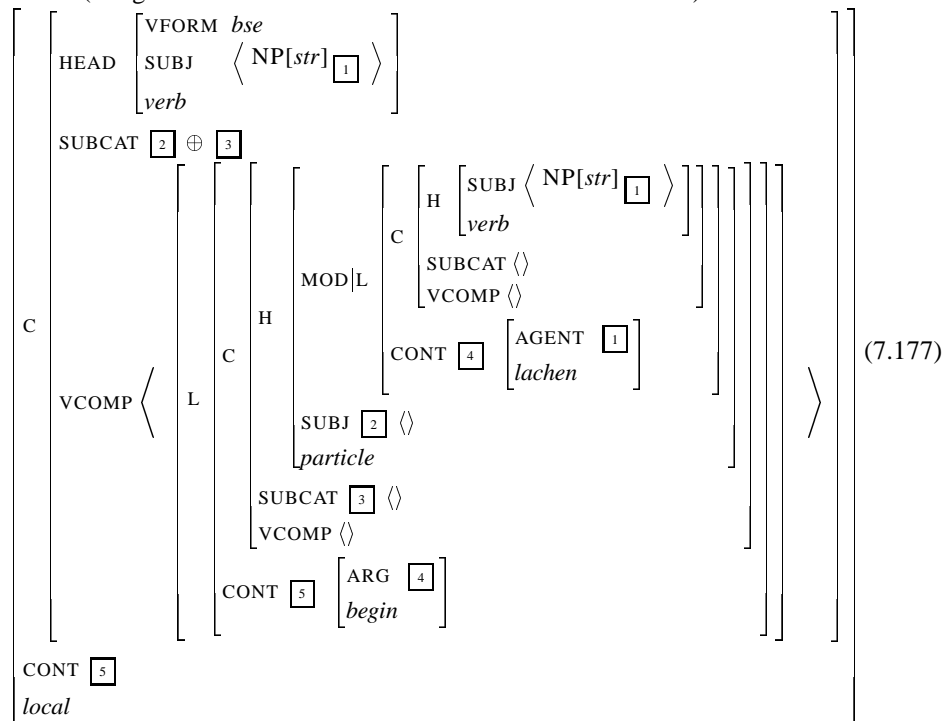 VFORM bse
HEAD SUBJ ⟨ NP[str] 1 ⟩
verb
SUBCAT 2 ⊕ 3
H SUBJ ⟨ NP[str] 1 ⟩
verb
C
SUBCAT ⟨⟩
MOD|L
VCOMP ⟨⟩
H
C C CONT 4 AGENT 1 (7.177)
lachen
VCOMP ⟨ L ⟩
SUBJ 2 ⟨⟩
particle
SUBCAT 3 ⟨⟩
VCOMP ⟨⟩
CONT 5 ARG 4
begin
CONT 5
local